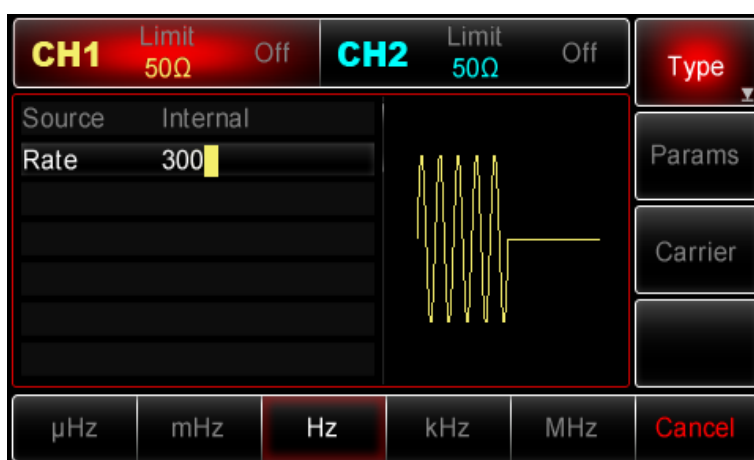 CH1 Limit Off
50Ω
CH2 Limit Off
50Ω
Type
Source Internal
Rate 300
Params
Carrier
µHz mHz Hz kHz MHz Cancel